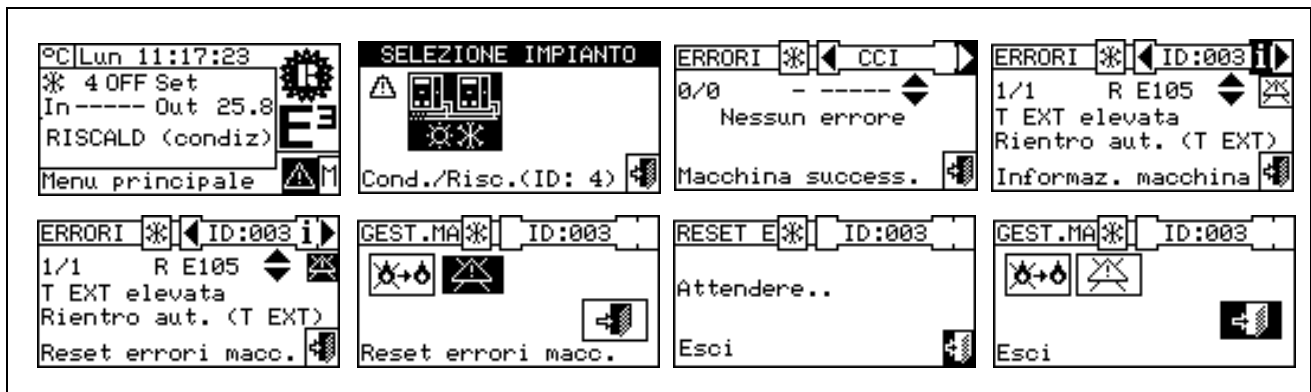 °C Lun 11:17:23
4 OFF Set
In ----- Out 25.8
RISCALD (condiz)
E³
Menu principale M
SELEZIONE IMPIANTO
Cond./Risc.(ID: 4)
ERRORI CCI
0/0 - -----
Nessun errore
Macchina success.
ERRORI ID:003 i
1/1 R E105
T EXT elevata
Rientro aut. (T EXT)
Informaz. macchina
ERRORI ID:003 i
1/1 R E105
T EXT elevata
Rientro aut. (T EXT)
Reset errori macc.
GEST.MA ID:003
Reset errori macc.
RESET E ID:003
Attendere..
Esci
GEST.MA ID:003
Esci